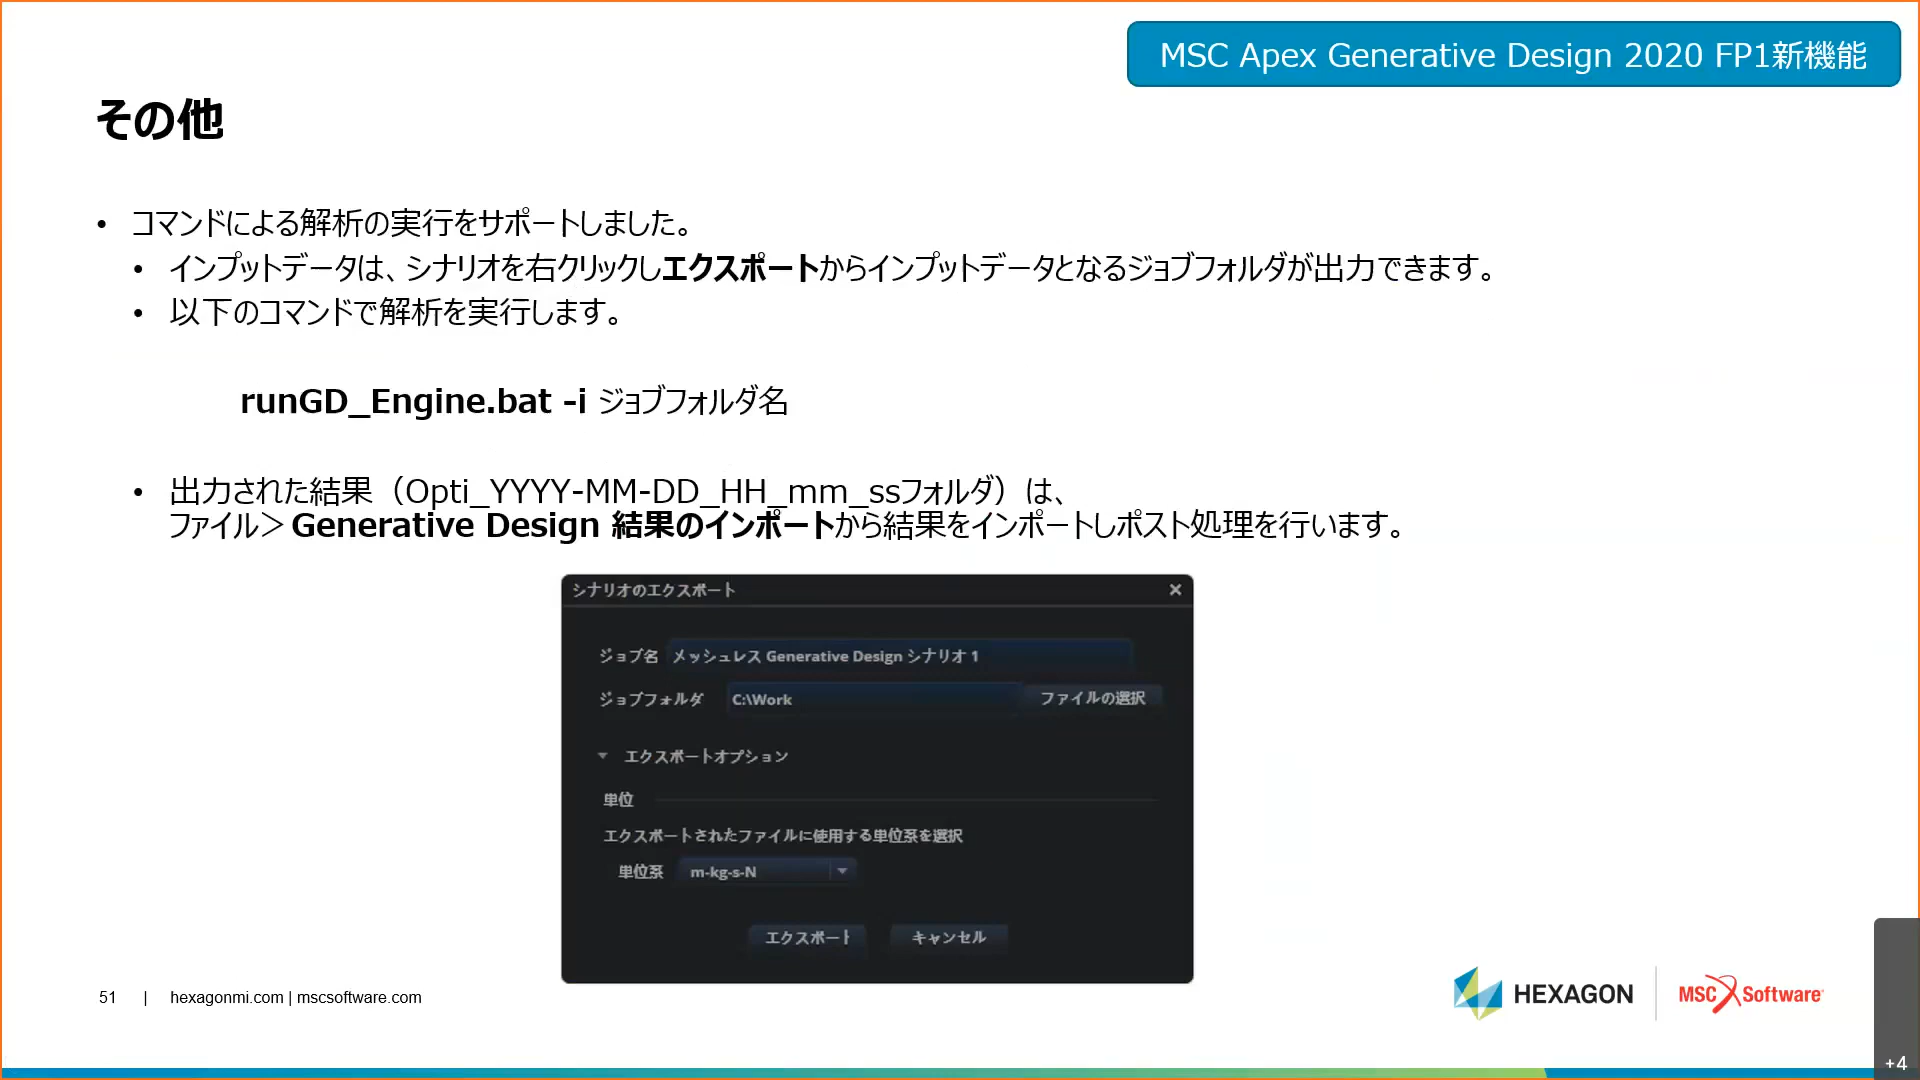 MSC Apex Generative Design 2020 FP1新機能
その他
• コマンドによる解析の実行をサポートしました。
• インプットデータは、シナリオを右クリックしエクスポートからインプットデータとなるジョブフォルダが出力できます。
• 以下のコマンドで解析を実行します。
runGD_Engine.bat -i ジョブフォルダ名
• 出力された結果（Opti_YYYY-MM-DD_HH_mm_ssフォルダ）は、
ファイル＞Generative Design 結果のインポートから結果をインポートしポスト処理を行います。
シナリオのエクスポート
ジョブ名 メッシュレス Generative Design シナリオ 1
ジョブフォルダ C:\Work ファイルの選択
エクスポートオプション
単位
エクスポートされたファイルに使用する単位系を選択
単位系 m-kg-s-N
エクスポート キャンセル
51 | hexagonmi.com | mscsoftware.com
HEXAGON MSC Software
+4